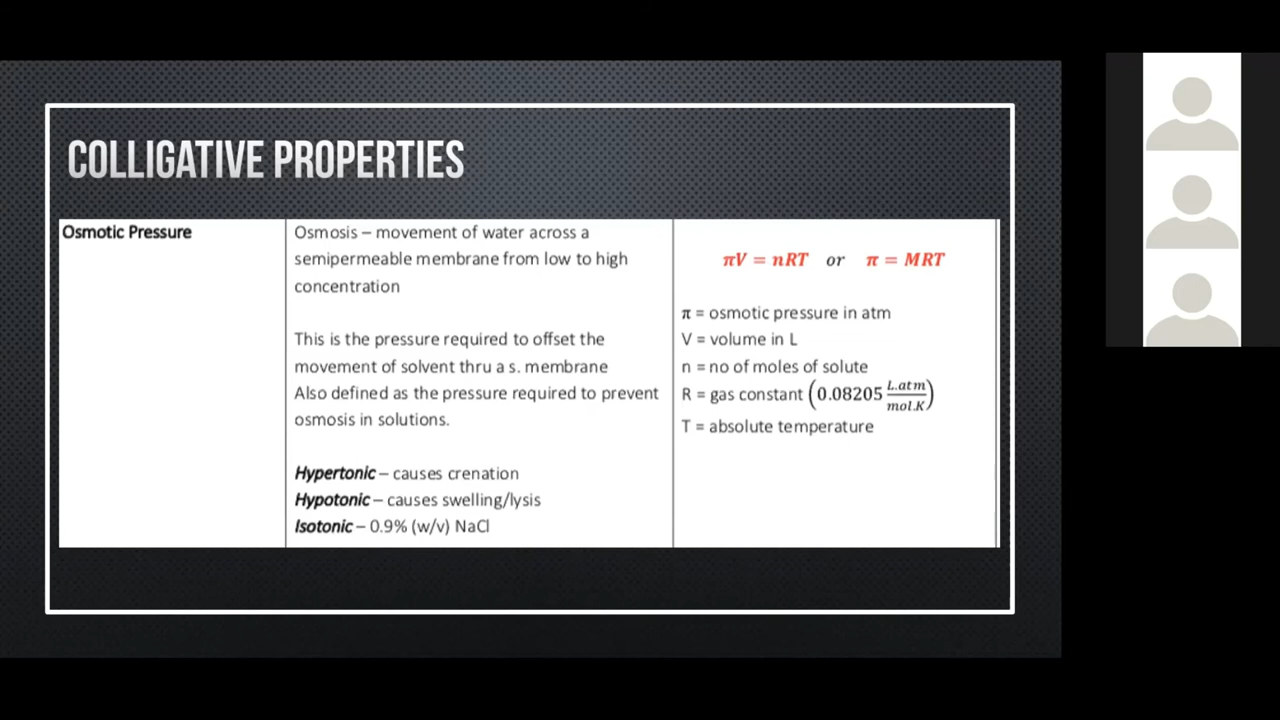 COLLIGATIVE PROPERTIES
Osmotic Pressure
Osmosis – movement of water across a
semipermeable membrane from low to high
concentration
This is the pressure required to offset the
movement of solvent thru a s. membrane
Also defined as the pressure required to prevent
osmosis in solutions.
Hypertonic – causes crenation
Hypotonic – causes swelling/lysis
Isotonic – 0.9% (w/v) NaCl
πV = nRT or π = MRT
π = osmotic pressure in atm
V = volume in L
n = no of moles of solute
R = gas constant (0.08205 L.atm/mol.K)
T = absolute temperature